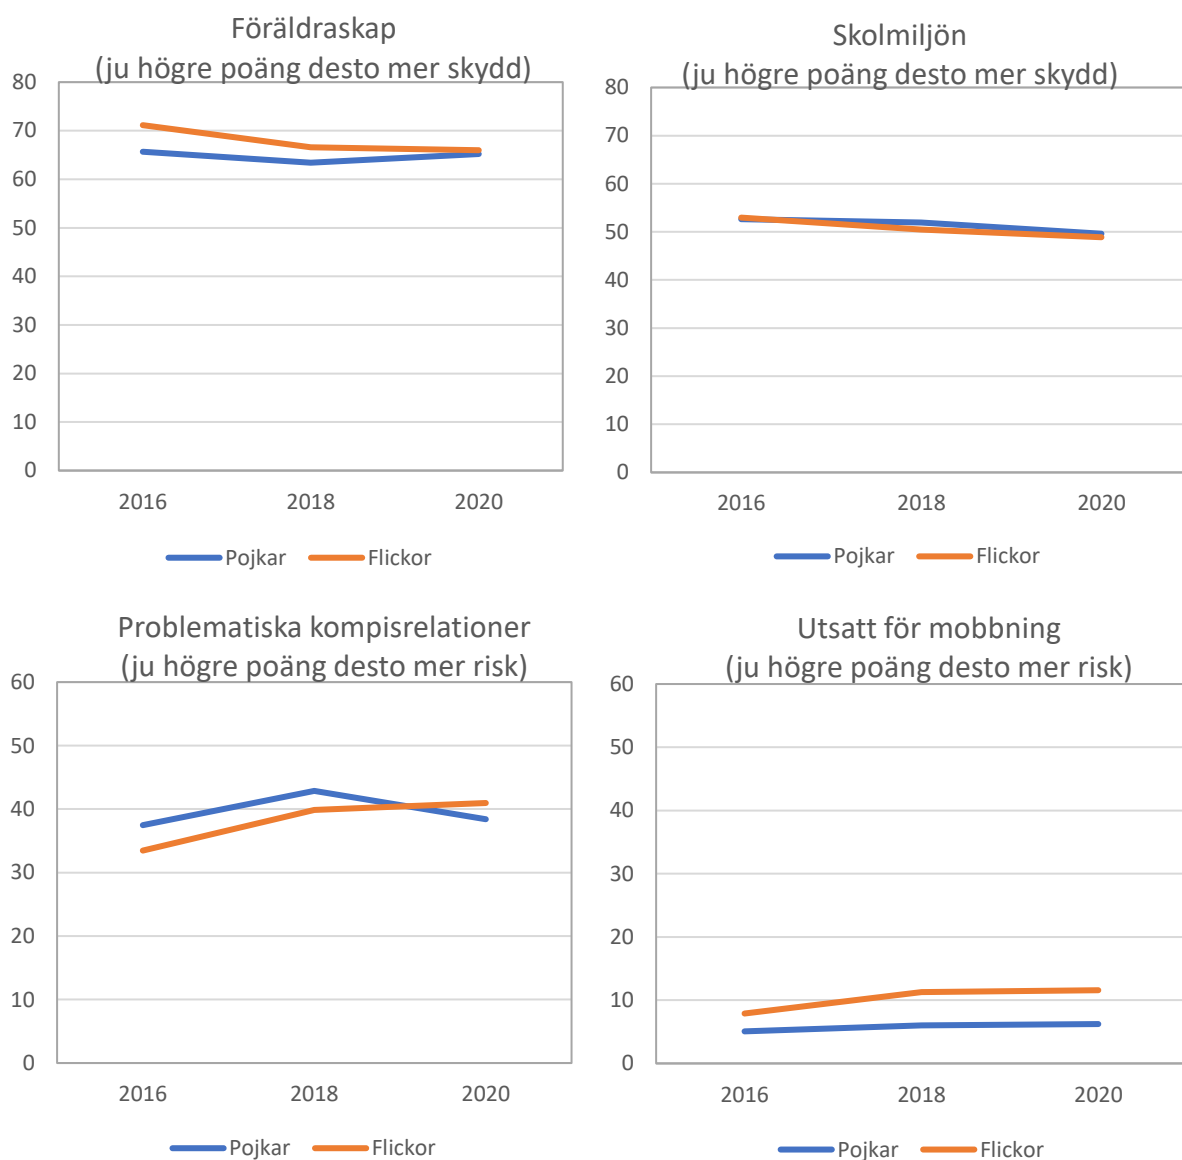 Föräldraskap
(ju högre poäng desto mer skydd)
80
70
60
50
40
30
20
10
0
2016 2018 2020
Pojkar Flickor
Skolmiljön
(ju högre poäng desto mer skydd)
80
70
60
50
40
30
20
10
0
2016 2018 2020
Pojkar Flickor
Problematiska kompisrelationer
(ju högre poäng desto mer risk)
60
50
40
30
20
10
0
2016 2018 2020
Pojkar Flickor
Utsatt för mobbning
(ju högre poäng desto mer risk)
60
50
40
30
20
10
0
2016 2018 2020
Pojkar Flickor